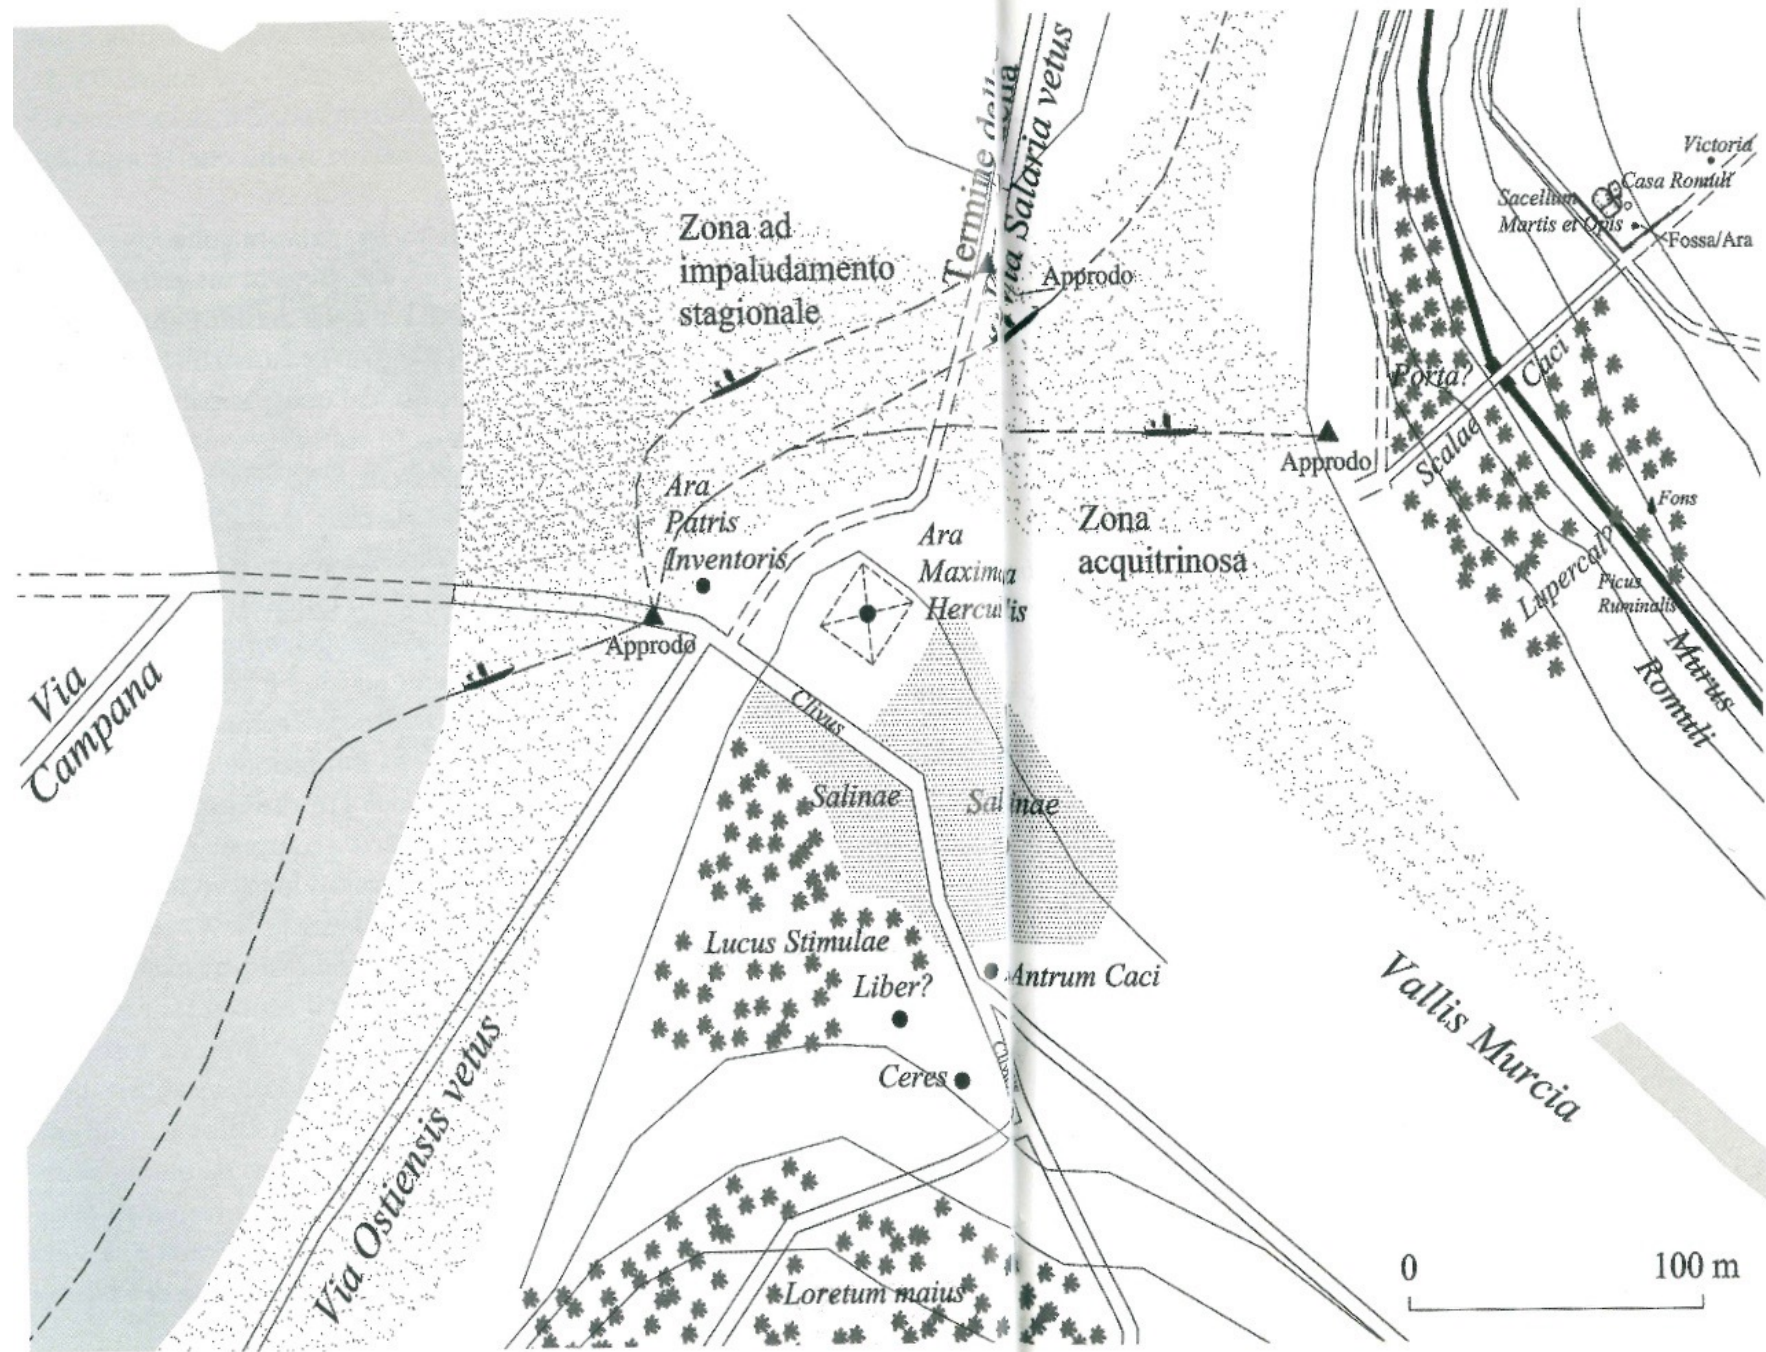 Termine della
Via Salaria vetus
Victoria
Casa Romuli
Sacellum
Martis et Opis
Fossa/Ara
Zona ad
impaludamento
stagionale
Approdo
Porta?
Scalae Caci
Approdo
Ara
Patris
Inventoris
Ara
Maxima
Herculis
Zona
acquitrinosa
Fons
Lupercal?
Ficus
Ruminalis
Murus
Romuli
Approdo
Via
Campana
Clivus
Salinae
Salinae
Lucus Stimulae
Liber?
Antrum Caci
Ceres
Clivus
Vallis Murcia
Via Ostiensis vetus
Loretum maius
0 100 m